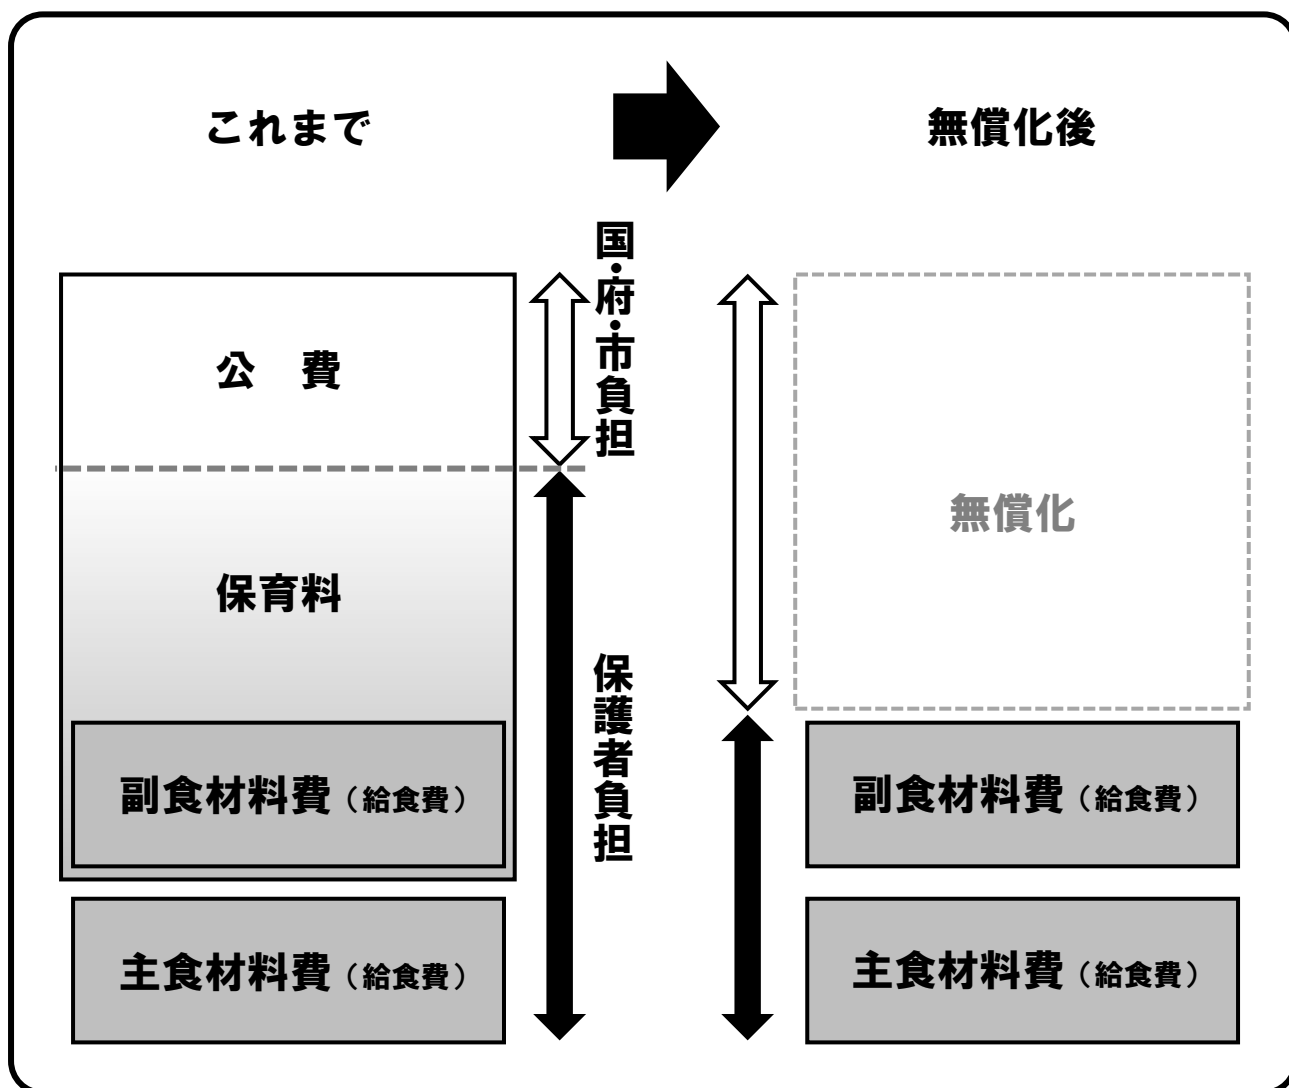 これまで
無償化後
国・府・市負担
公　費
保育料
無償化
保護者負担
副食材料費（給食費）
主食材料費（給食費）
副食材料費（給食費）
主食材料費（給食費）